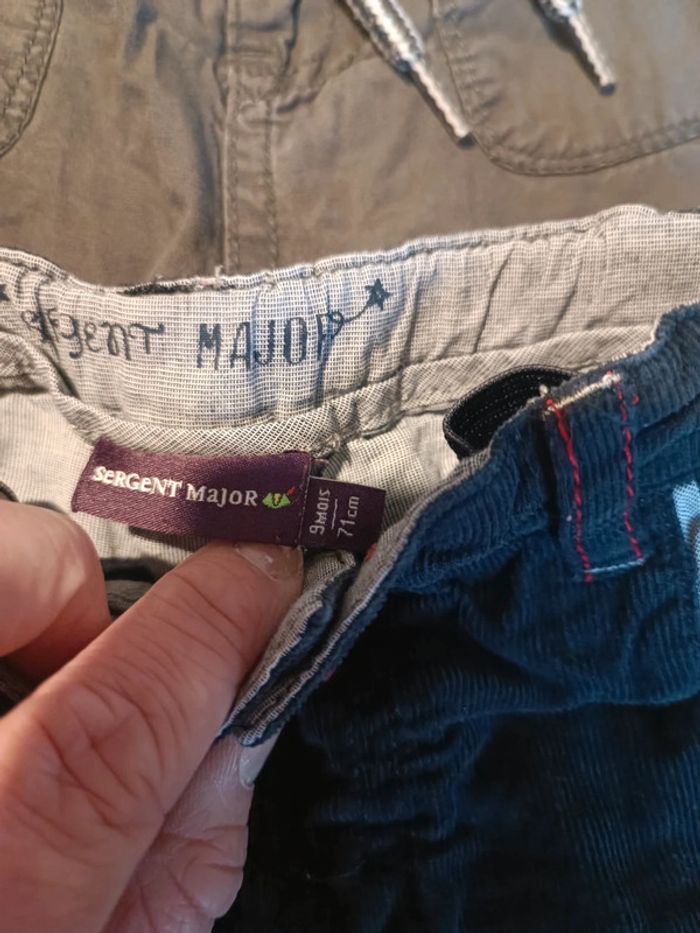 sergent MAJOR
SeRGeNT MaJoR
9MOIS
71cm